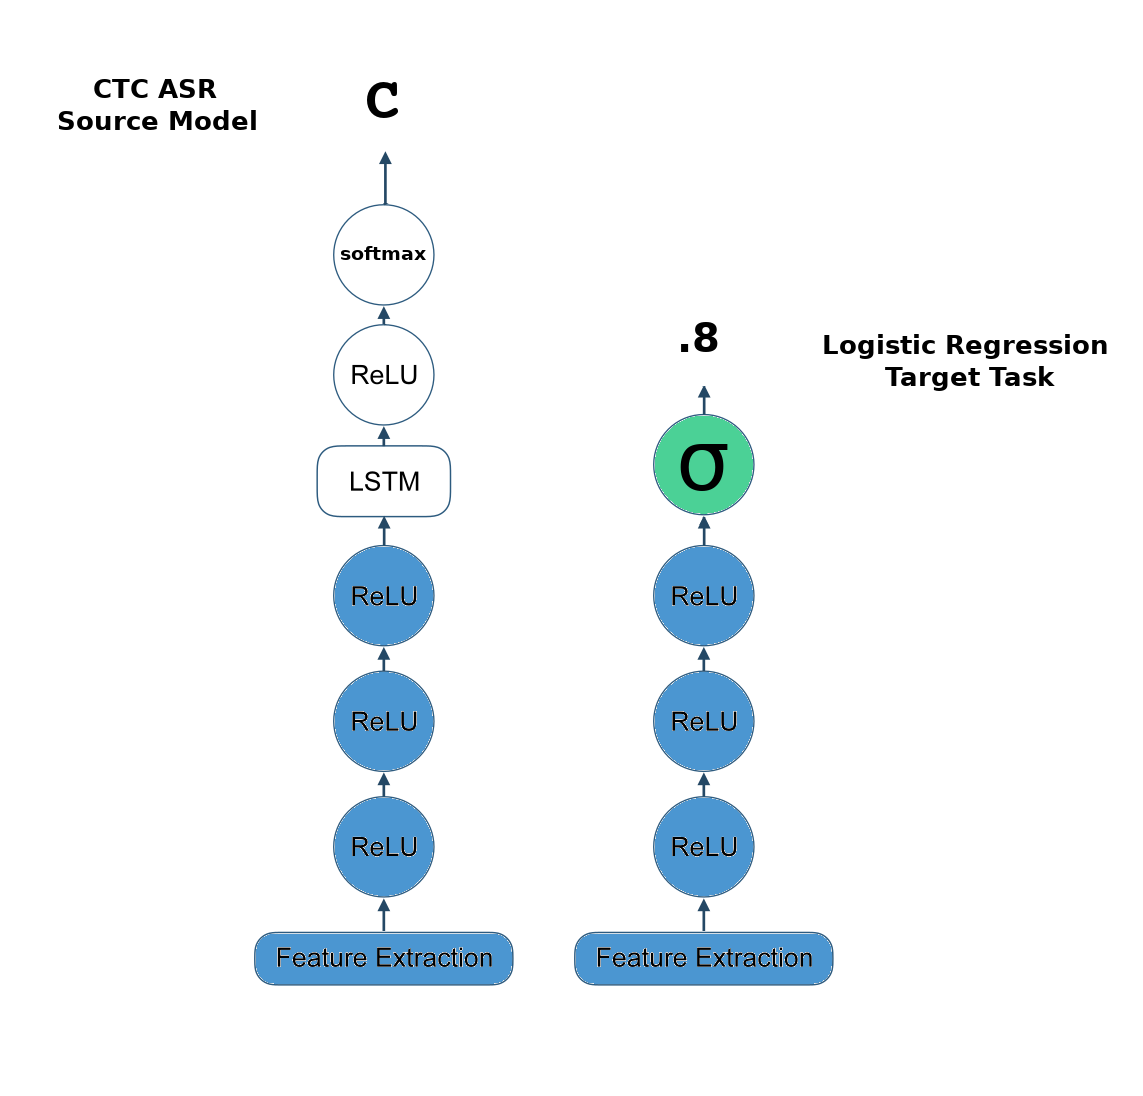 CTC ASR
Source Model
C
softmax
ReLU
LSTM
ReLU
ReLU
ReLU
Feature Extraction
.8
Logistic Regression
Target Task
σ
ReLU
ReLU
ReLU
Feature Extraction